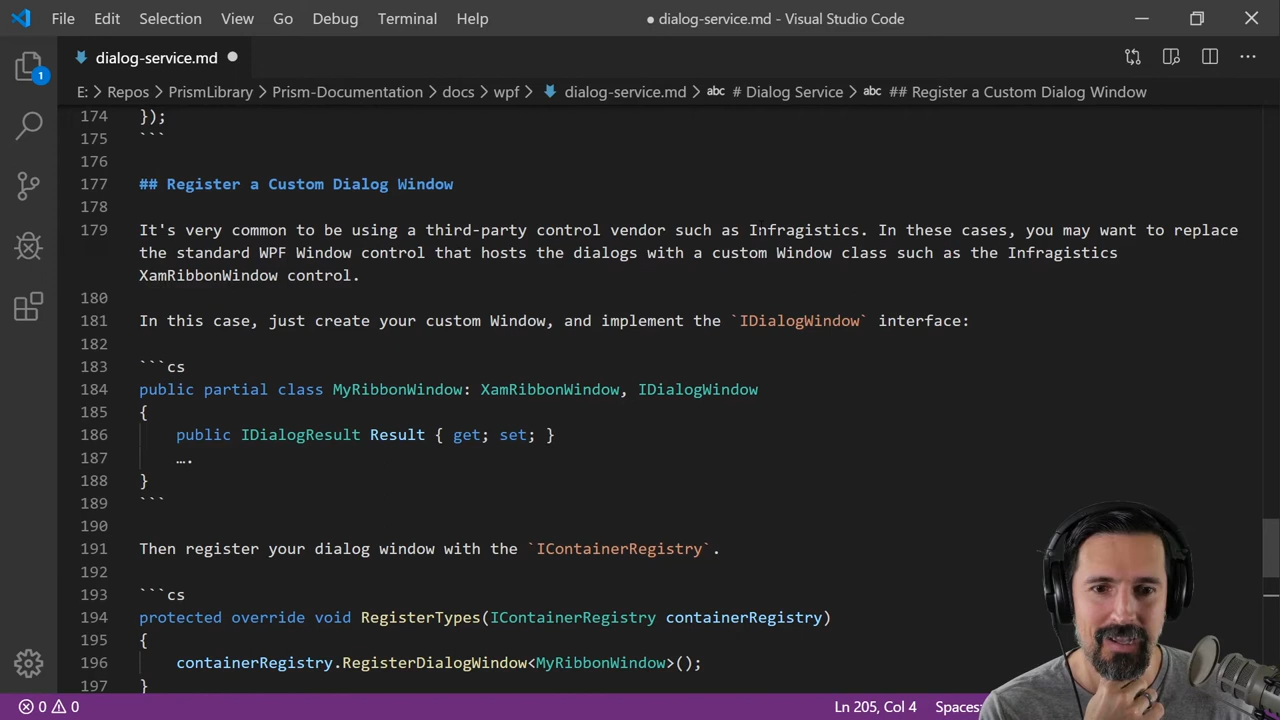 File Edit Selection View Go Debug Terminal Help ● dialog-service.md - Visual Studio Code
dialog-service.md ●
E: > Repos > PrismLibrary > Prism-Documentation > docs > wpf > dialog-service.md > abc # Dialog Service > abc ## Register a Custom Dialog Window
1
174 });
175 ```
176
177 ## Register a Custom Dialog Window
178
179 It's very common to be using a third-party control vendor such as Infragistics. In these cases, you may want to replace
the standard WPF Window control that hosts the dialogs with a custom Window class such as the Infragistics
XamRibbonWindow control.
180
181 In this case, just create your custom Window, and implement the `IDialogWindow` interface:
182
183 ```cs
184 public partial class MyRibbonWindow: XamRibbonWindow, IDialogWindow
185 {
186 public IDialogResult Result { get; set; }
187 ….
188 }
189 ```
190
191 Then register your dialog window with the `IContainerRegistry`.
192
193 ```cs
194 protected override void RegisterTypes(IContainerRegistry containerRegistry)
195 {
196 containerRegistry.RegisterDialogWindow<MyRibbonWindow>();
197 }
0 0 Ln 205, Col 4 Spaces